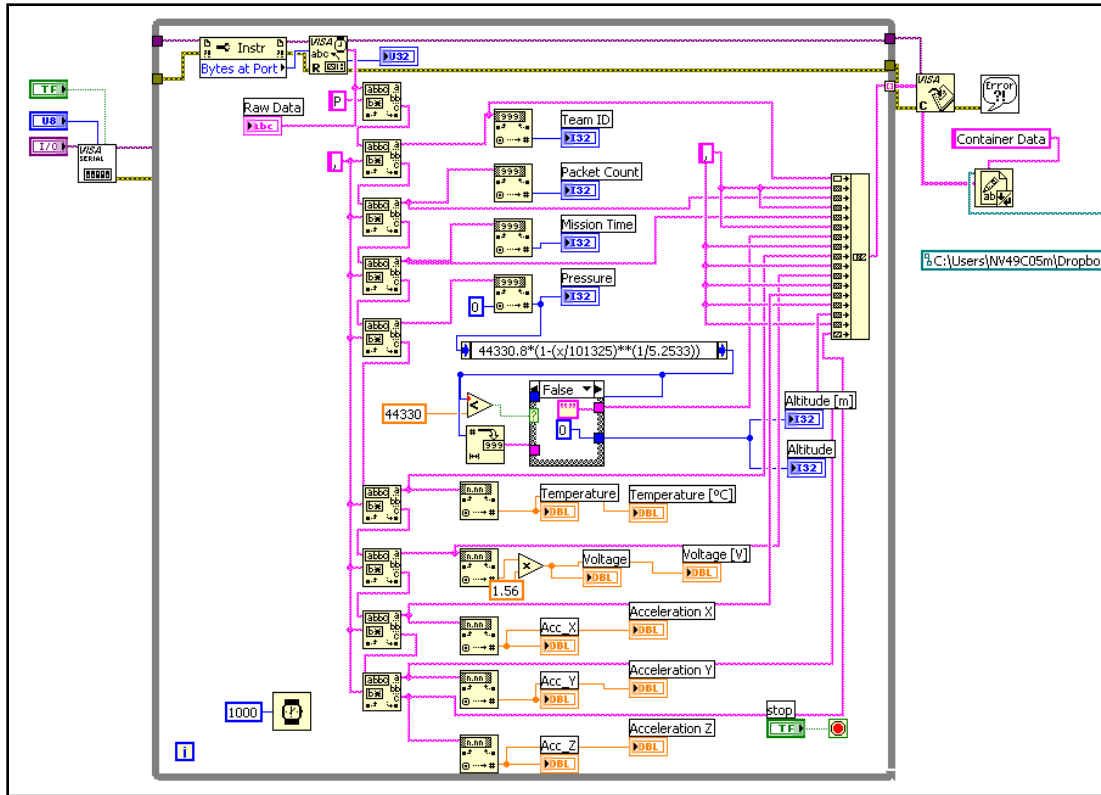 Instr
Bytes at Port
VISA
abc
R
U32
TF
U8
I/O
VISA
SERIAL
Raw Data
abc
P
,
Team ID
I32
Packet Count
I32
Mission Time
I32
Pressure
0
I32
,
VISA
C
Error
?!
Container Data
C:\Users\NV49C05m\Dropbo
44330.8*(1-(x/101325)**(1/5.2533))
False
44330
<
?
0
999
Altitude [m]
I32
Altitude
I32
Temperature
DBL
Temperature [ºC]
DBL
n.nn
1.56
×
Voltage
DBL
Voltage [V]
DBL
Acc_X
DBL
Acceleration X
DBL
Acc_Y
DBL
Acceleration Y
DBL
Acc_Z
DBL
Acceleration Z
DBL
1000
i
stop
TF